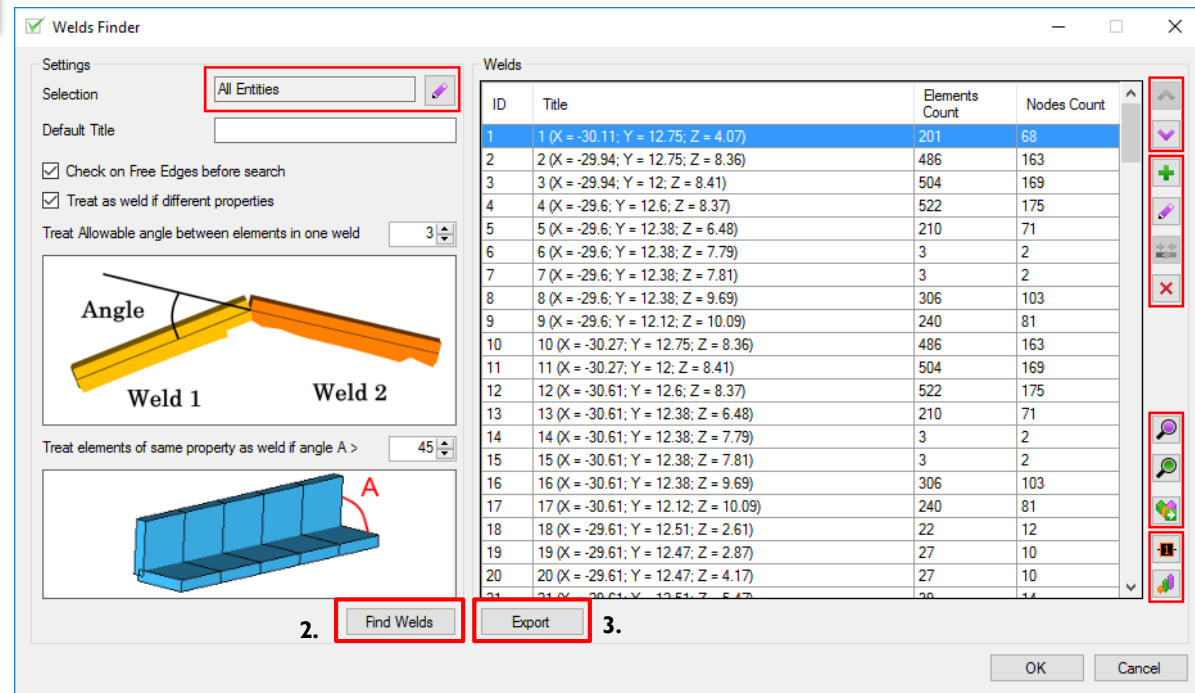 Welds Finder
Settings
Selection
All Entities
Default Title
Check on Free Edges before search
Treat as weld if different properties
Treat Allowable angle between elements in one weld 3
Angle
Weld 1
Weld 2
Treat elements of same property as weld if angle A > 45
A
2.
Find Welds
Welds
ID Title Elements Count Nodes Count
1 1 (X = -30.11; Y = 12.75; Z = 4.07) 201 68
2 2 (X = -29.94; Y = 12.75; Z = 8.36) 486 163
3 3 (X = -29.94; Y = 12; Z = 8.41) 504 169
4 4 (X = -29.6; Y = 12.6; Z = 8.37) 522 175
5 5 (X = -29.6; Y = 12.38; Z = 6.48) 210 71
6 6 (X = -29.6; Y = 12.38; Z = 7.79) 3 2
7 7 (X = -29.6; Y = 12.38; Z = 7.81) 3 2
8 8 (X = -29.6; Y = 12.38; Z = 9.69) 306 103
9 9 (X = -29.6; Y = 12.12; Z = 10.09) 240 81
10 10 (X = -30.27; Y = 12.75; Z = 8.36) 486 163
11 11 (X = -30.27; Y = 12; Z = 8.41) 504 169
12 12 (X = -30.61; Y = 12.6; Z = 8.37) 522 175
13 13 (X = -30.61; Y = 12.38; Z = 6.48) 210 71
14 14 (X = -30.61; Y = 12.38; Z = 7.79) 3 2
15 15 (X = -30.61; Y = 12.38; Z = 7.81) 3 2
16 16 (X = -30.61; Y = 12.38; Z = 9.69) 306 103
17 17 (X = -30.61; Y = 12.12; Z = 10.09) 240 81
18 18 (X = -29.61; Y = 12.51; Z = 2.61) 22 12
19 19 (X = -29.61; Y = 12.47; Z = 2.87) 27 10
20 20 (X = -29.61; Y = 12.47; Z = 4.17) 27 10
1
Export
3.
OK
Cancel